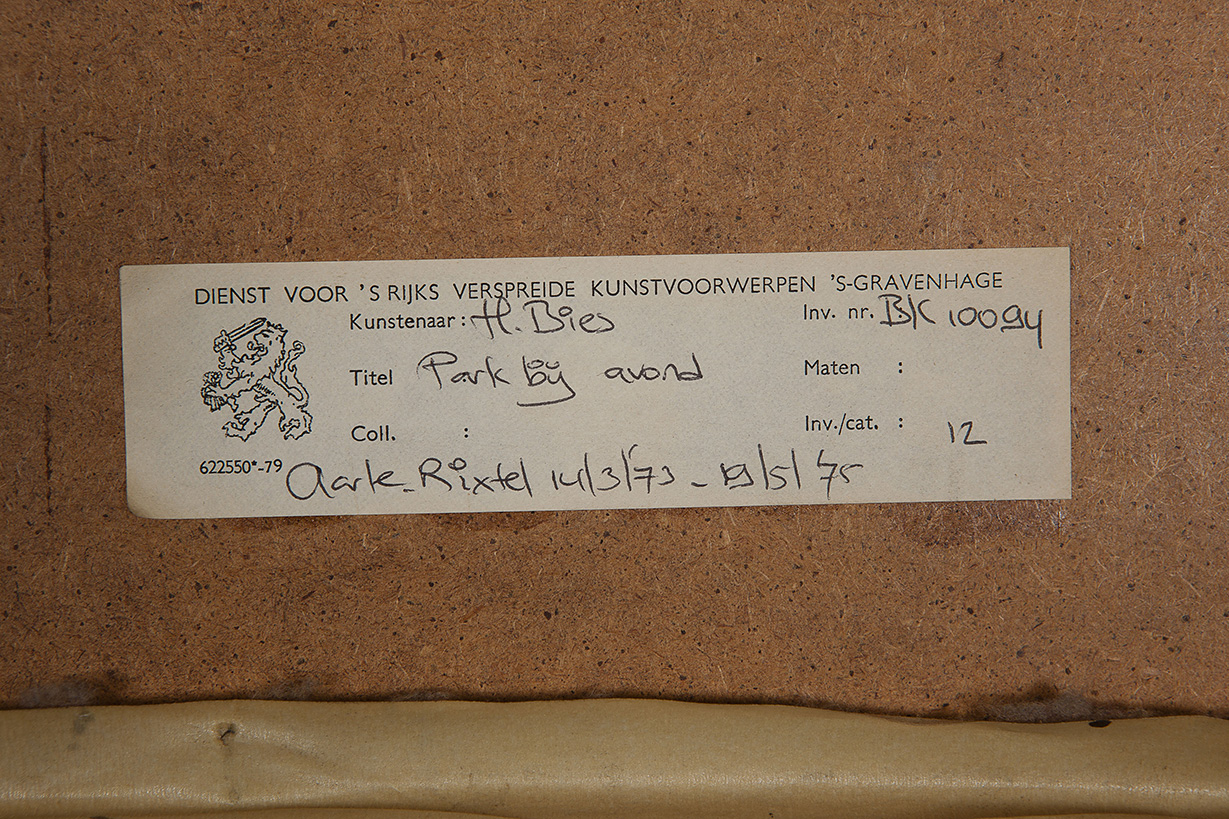 DIENST VOOR 'S RIJKS VERSPREIDE KUNSTVOORWERPEN 'S-GRAVENHAGE
Kunstenaar : H. Bies Inv. nr. : BK 10094
Titel Park bij avond Maten :
Coll. : Inv./cat. : 12
622550*-79 Aarle-Rixtel 14/3/'73 - 19/5/'75